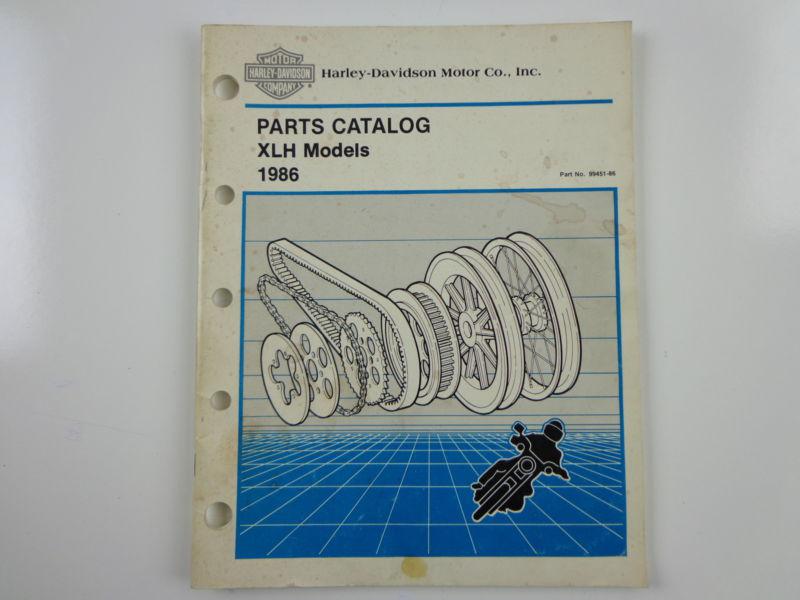 MOTOR
HARLEY-DAVIDSON
COMPANY
Harley-Davidson Motor Co., Inc.
PARTS CATALOG
XLH Models
1986
Part No. 99451-86